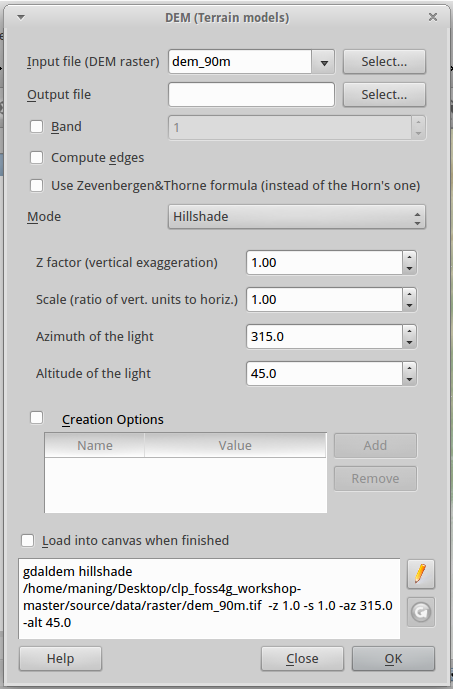 DEM (Terrain models)
Input file (DEM raster) dem_90m Select...
Output file Select...
Band 1
Compute edges
Use Zevenbergen&Thorne formula (instead of the Horn's one)
Mode Hillshade
Z factor (vertical exaggeration) 1.00
Scale (ratio of vert. units to horiz.) 1.00
Azimuth of the light 315.0
Altitude of the light 45.0
Creation Options
Name Value Add
Remove
Load into canvas when finished
gdaldem hillshade
/home/maning/Desktop/clp_foss4g_workshop-
master/source/data/raster/dem_90m.tif -z 1.0 -s 1.0 -az 315.0
-alt 45.0
Help Close OK